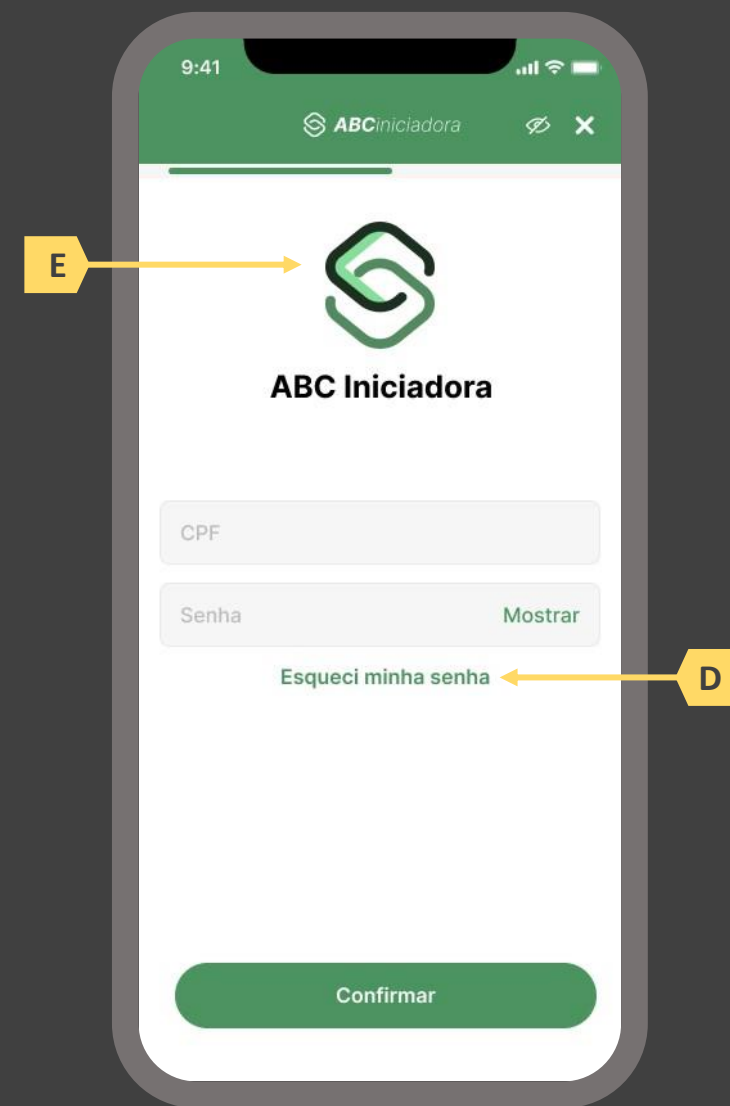 9:41
ABCiniciadora
E
ABC Iniciadora
CPF
Senha Mostrar
Esqueci minha senha
D
Confirmar